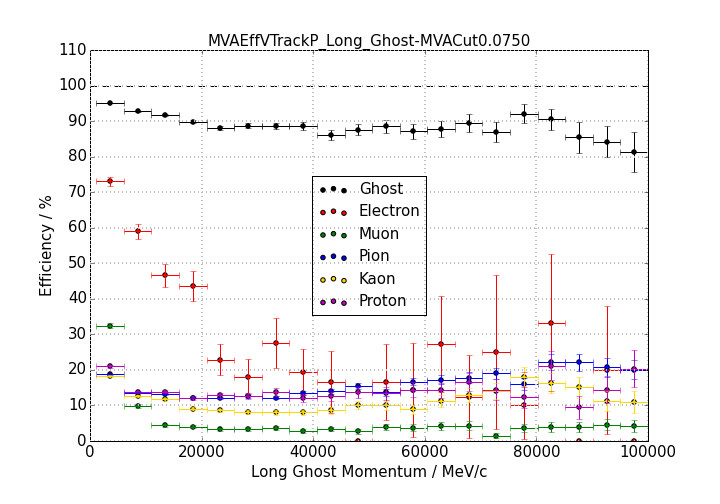 MVAEffVTrackP_Long_Ghost-MVACut0.0750
110
100
90
80
70
60
50
40
30
20
10
0
Efficiency / %
Ghost
Electron
Muon
Pion
Kaon
Proton
0 20000 40000 60000 80000 100000
Long Ghost Momentum / MeV/c